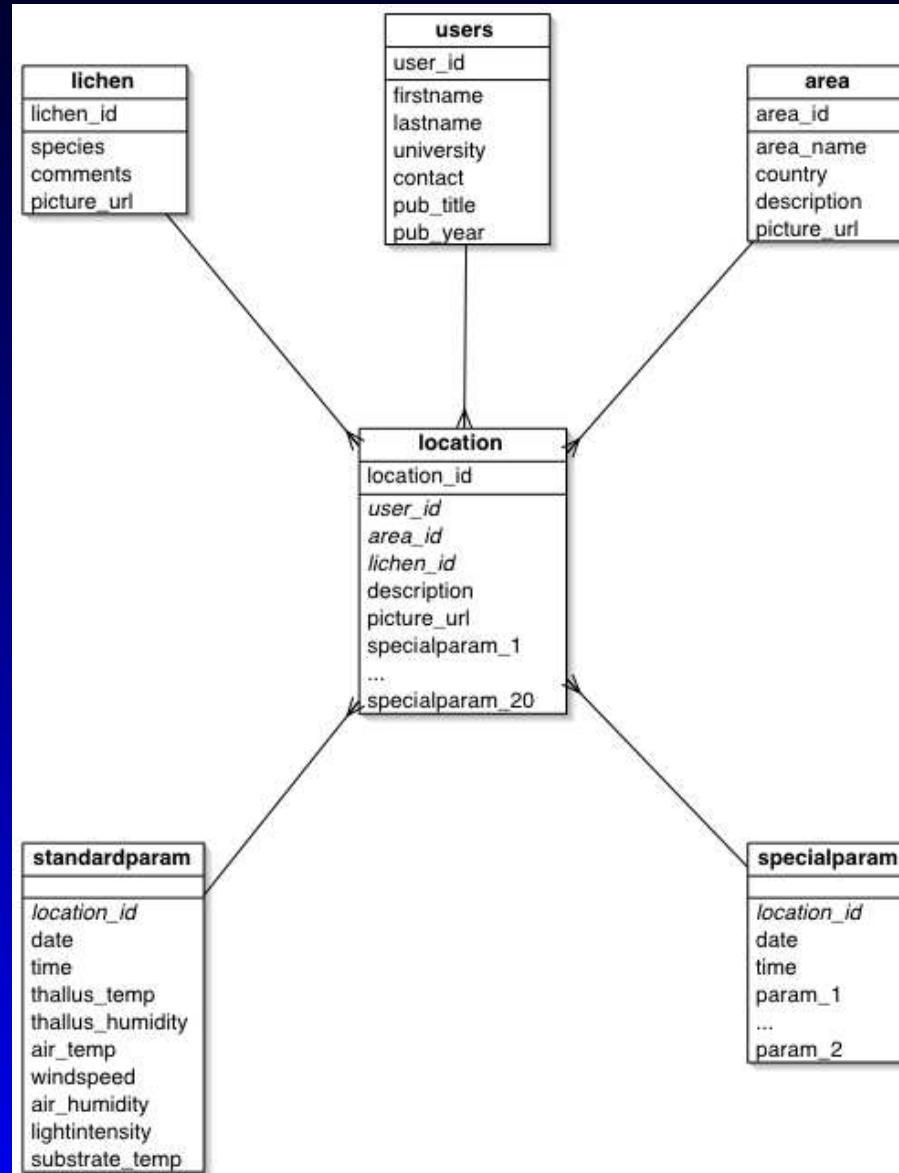 users
user_id
firstname
lastname
university
contact
pub_title
pub_year
lichen
lichen_id
species
comments
picture_url
area
area_id
area_name
country
description
picture_url
location
location_id
user_id
area_id
lichen_id
description
picture_url
specialparam_1
...
specialparam_20
standardparam
location_id
date
time
thallus_temp
thallus_humidity
air_temp
windspeed
air_humidity
lightintensity
substrate_temp
specialparam
location_id
date
time
param_1
...
param_2